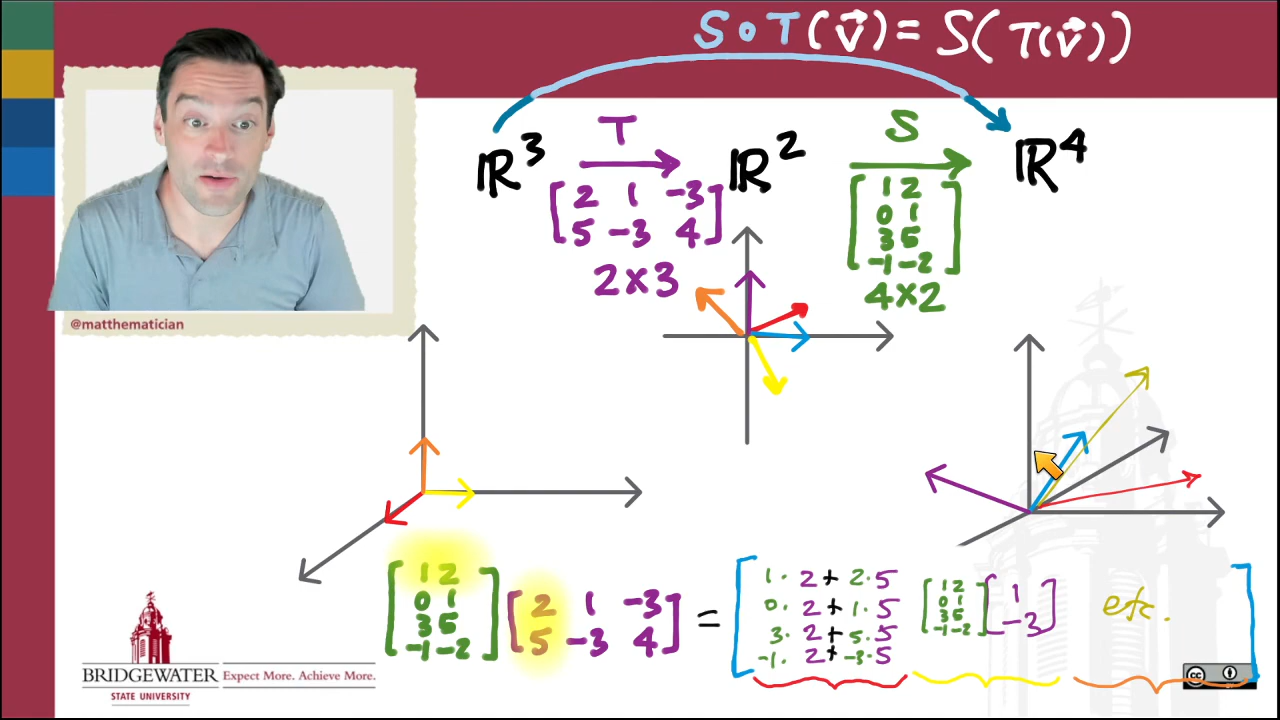 S∘T(v⃗) = S(T(v⃗))
ℝ³ T ℝ² S ℝ⁴
[2 1 -3]
[5 -3 4]
2×3
[1 2]
[0 1]
[3 5]
[-1 -2]
4×2
@matthematician
[1 2]
[0 1]
[3 5]
[-1 -2]
[2 1 -3]
[5 -3 4]
=
1·2+2·5
0·2+1·5
3·2+5·5
-1·2+-3·5
[1 2]
[0 1]
[3 5]
[-1 -2]
[1]
[-3]
etc.
BRIDGEWATER
STATE UNIVERSITY
Expect More. Achieve More.
cc